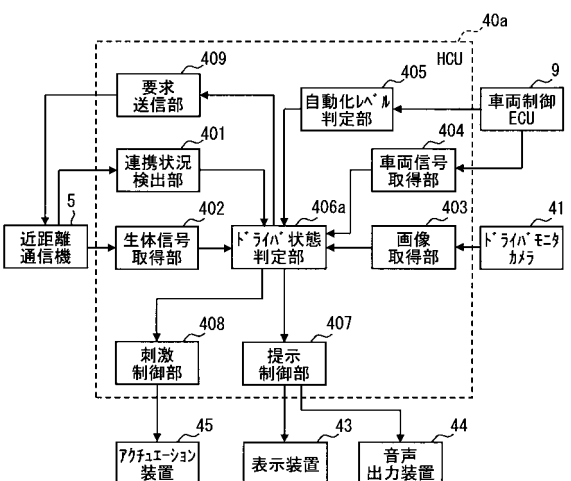 40a
HCU
409
要求
送信部
405
自動化ﾚﾍﾞﾙ
判定部
9
車両制御
ECU
401
連携状況
検出部
404
車両信号
取得部
5
近距離
通信機
402
生体信号
取得部
406a
ﾄﾞﾗｲﾊﾞ状態
判定部
403
画像
取得部
41
ﾄﾞﾗｲﾊﾞﾓﾆﾀ
ｶﾒﾗ
408
刺激
制御部
407
提示
制御部
45
ｱｸﾁｭｴｰｼｮﾝ
装置
43
表示装置
44
音声
出力装置